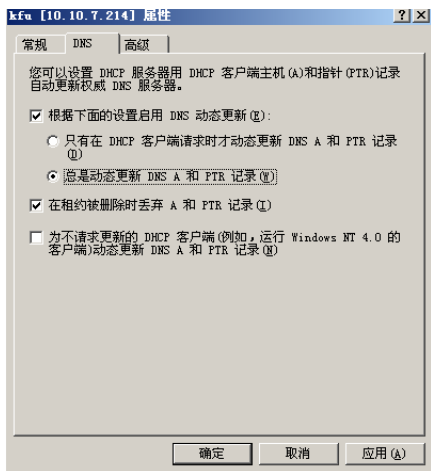 kfu [10.10.7.214] 属性
常规 DNS 高级
您可以设置 DHCP 服务器用 DHCP 客户端主机(A)和指针(PTR)记录
自动更新权威 DNS 服务器。
根据下面的设置启用 DNS 动态更新(E):
只有在 DHCP 客户端请求时才动态更新 DNS A 和 PTR 记录
(D)
总是动态更新 DNS A 和 PTR 记录(W)
在租约被删除时丢弃 A 和 PTR 记录(I)
为不请求更新的 DHCP 客户端(例如，运行 Windows NT 4.0 的
客户端)动态更新 DNS A 和 PTR 记录(N)
确定 取消 应用(A)